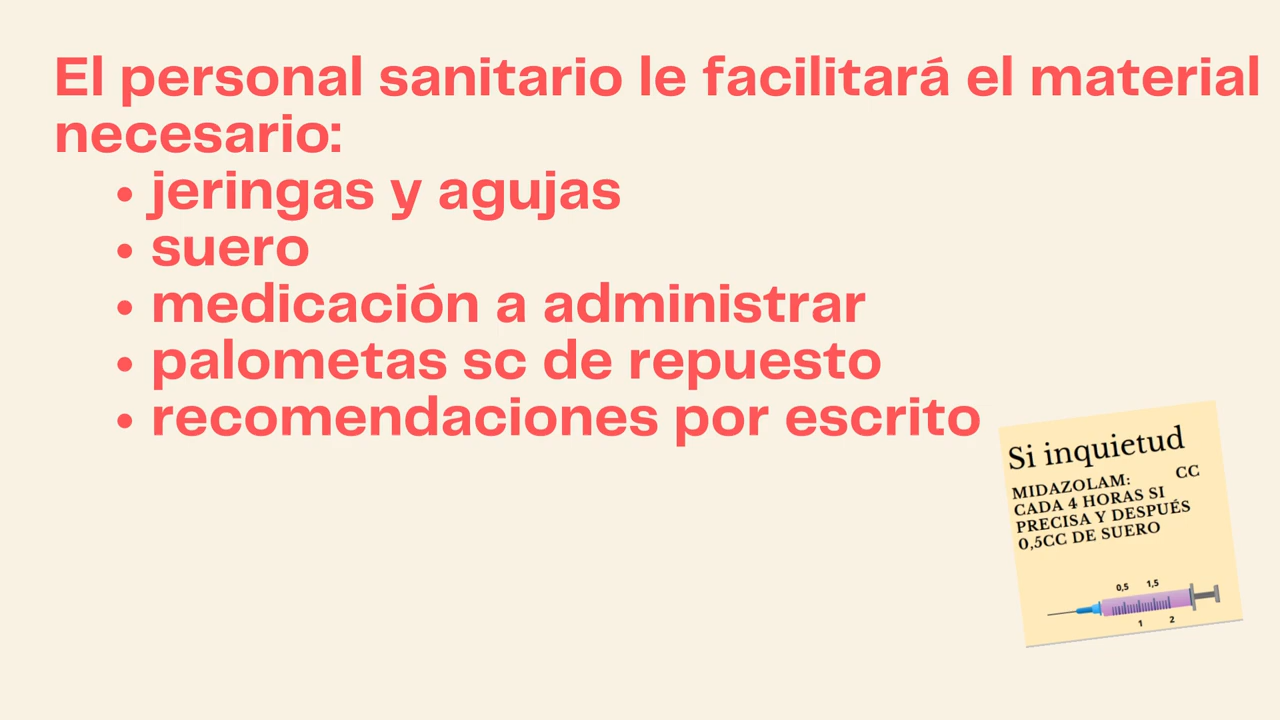 El personal sanitario le facilitará el material
necesario:
• jeringas y agujas
• suero
• medicación a administrar
• palometas sc de repuesto
• recomendaciones por escrito
Si inquietud
MIDAZOLAM: CC
CADA 4 HORAS SI
PRECISA Y DESPUÉS
0,5CC DE SUERO
0,5 1,5
1 2